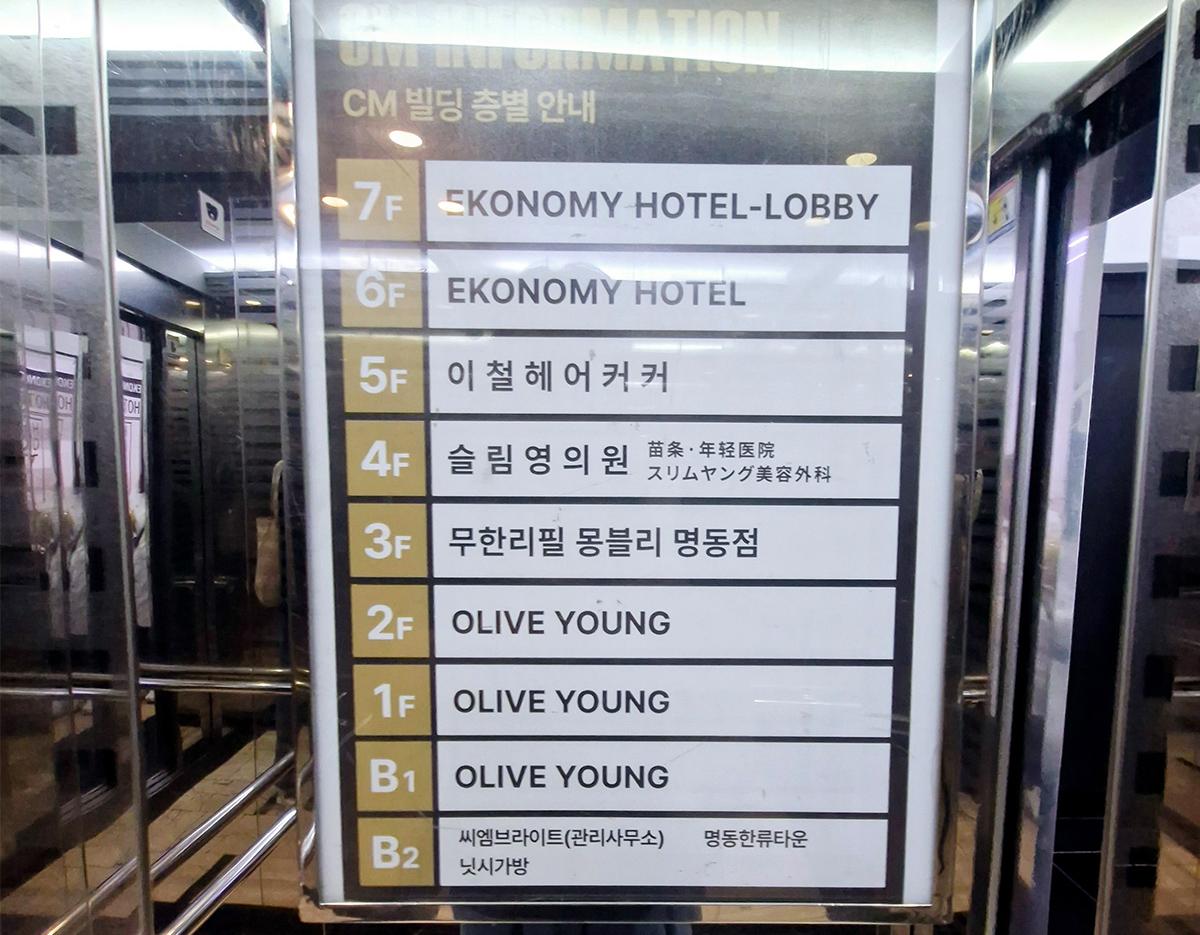 CM INFORMATION
CM 빌딩 층별 안내
7F EKONOMY HOTEL-LOBBY
6F EKONOMY HOTEL
5F 이철헤어커커
4F 슬림영의원 苗条·年轻医院
スリムヤング美容外科
3F 무한리필 몽블리 명동점
2F OLIVE YOUNG
1F OLIVE YOUNG
B1 OLIVE YOUNG
B2 씨엠브라이트(관리사무소) 명동한류타운
닛시가방